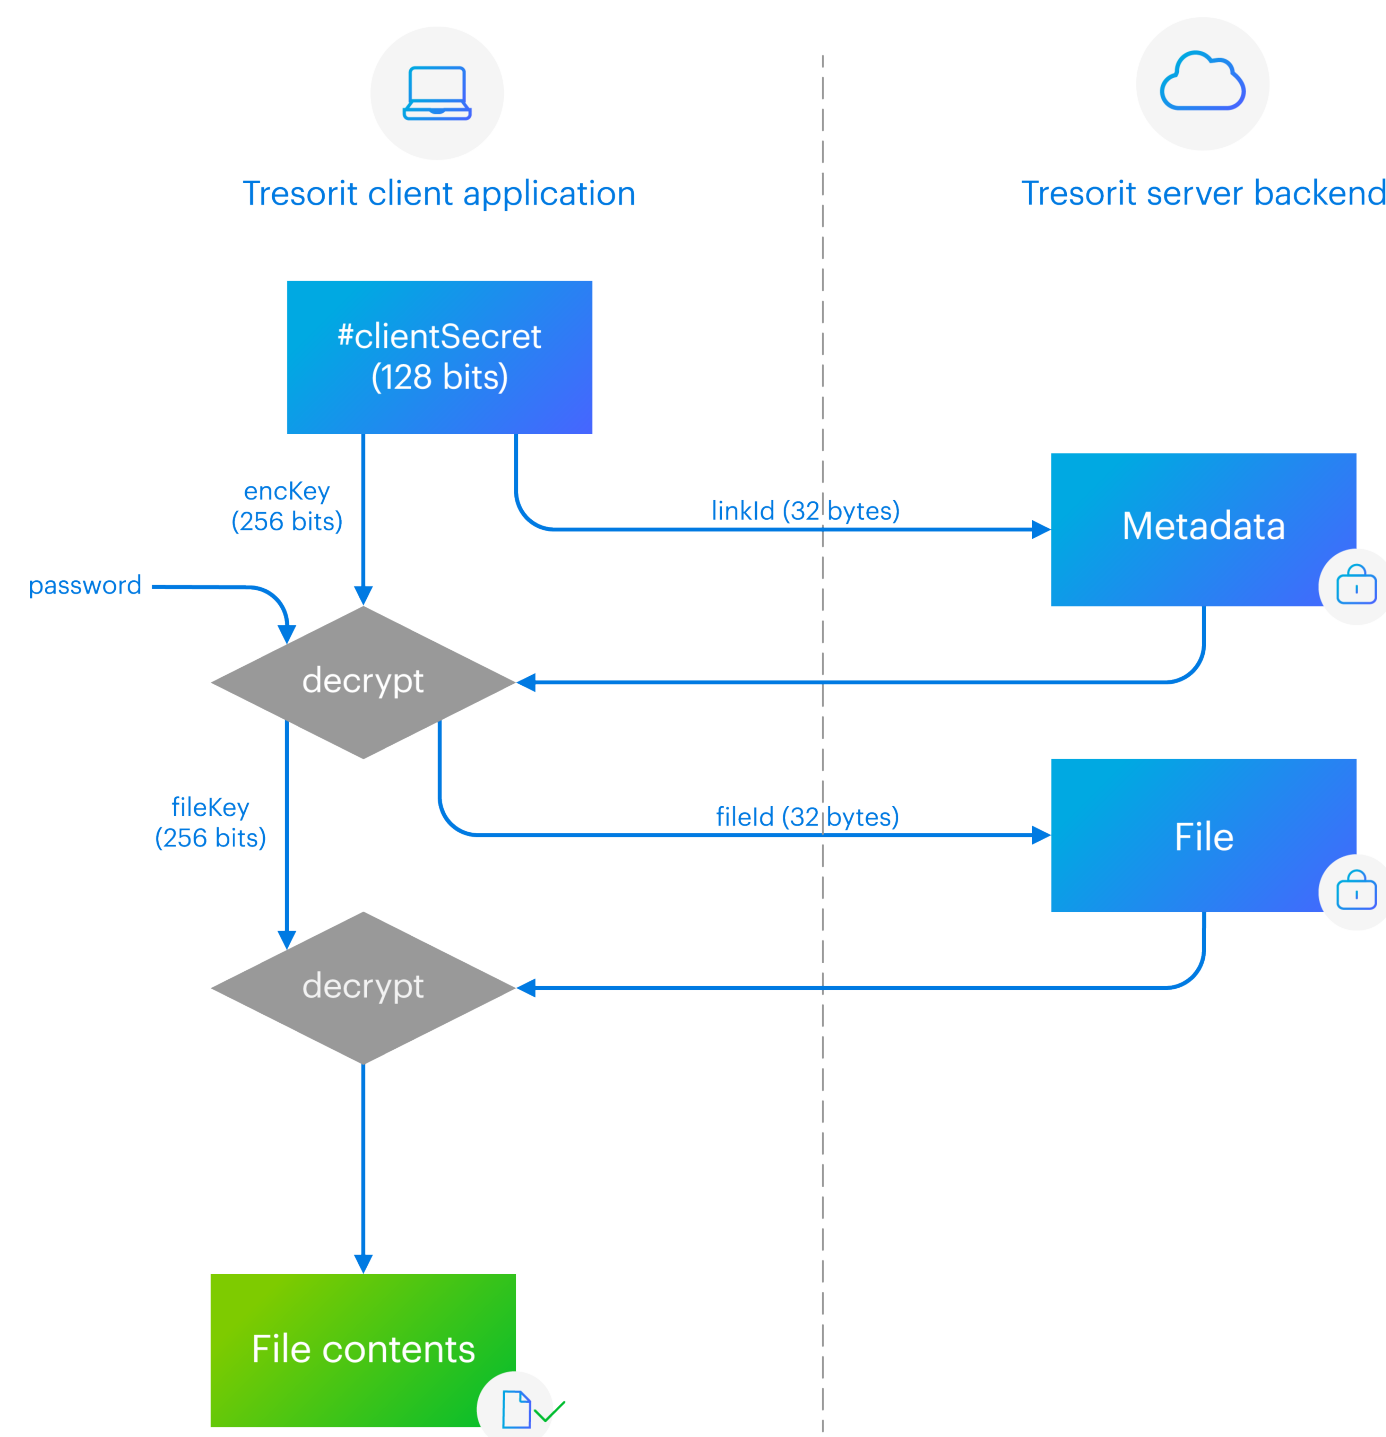 Tresorit client application
Tresorit server backend
#clientSecret
(128 bits)
encKey
(256 bits)
linkId (32 bytes)
Metadata
password
decrypt
fileKey
(256 bits)
fileId (32 bytes)
File
decrypt
File contents